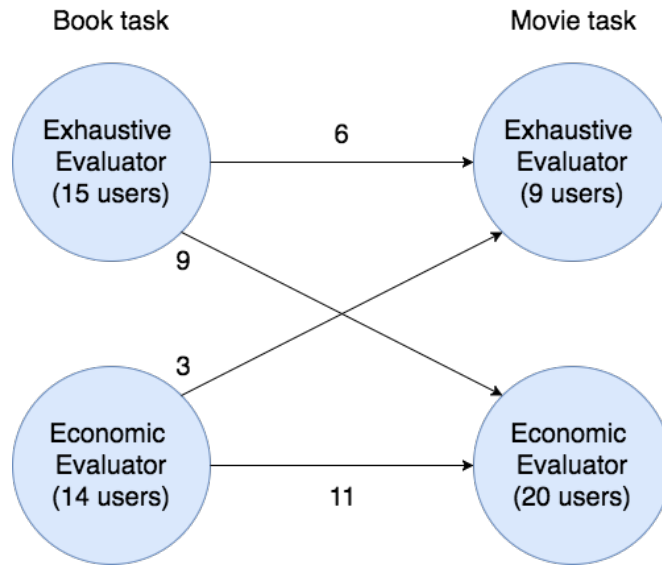 Book task
Movie task
Exhaustive
Evaluator
(15 users)
6
Exhaustive
Evaluator
(9 users)
9
3
Economic
Evaluator
(14 users)
11
Economic
Evaluator
(20 users)